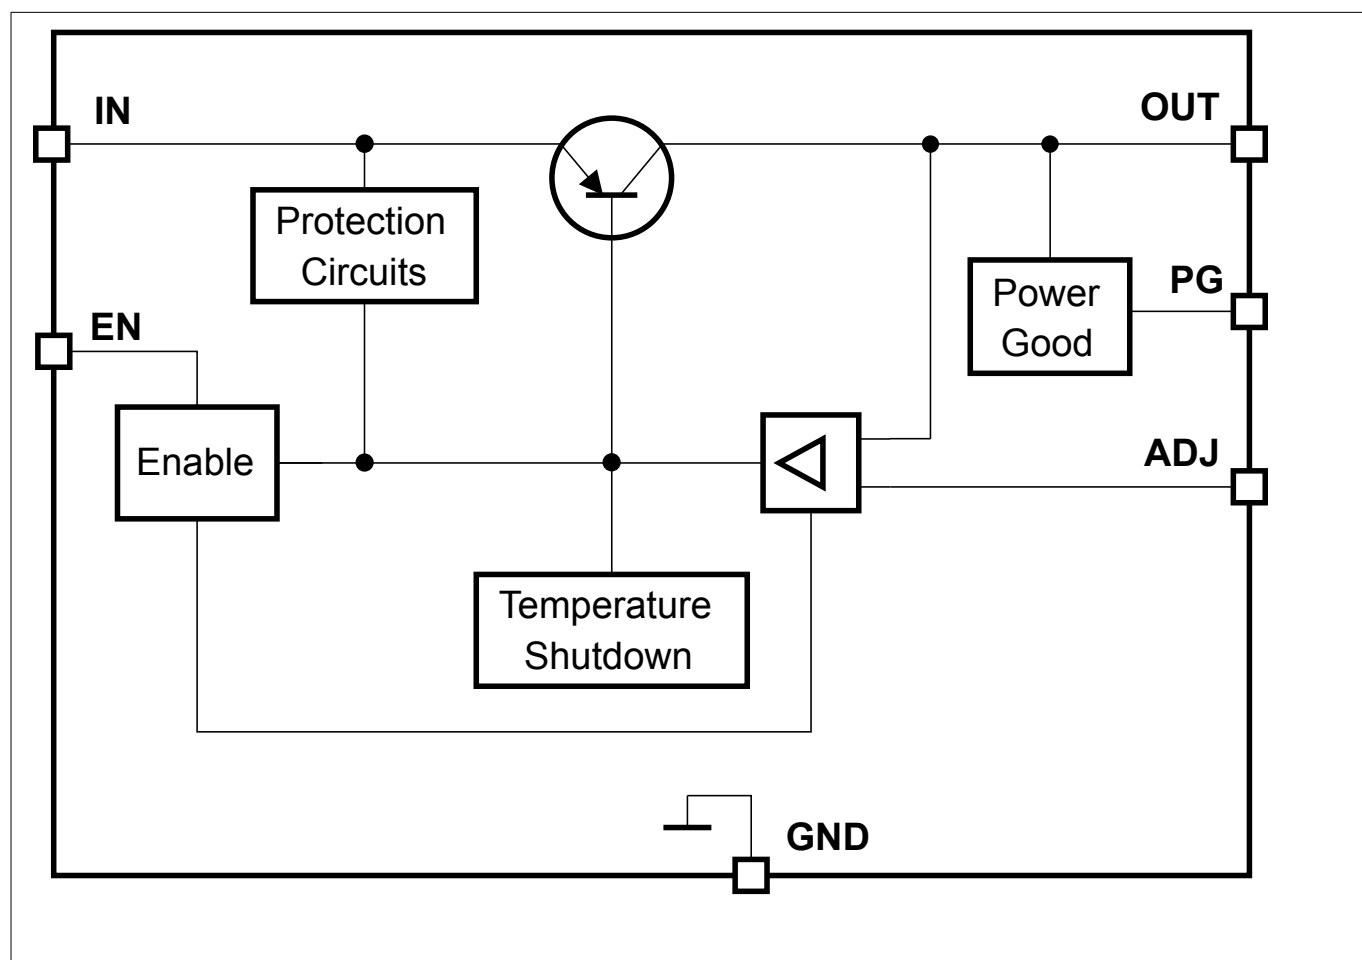 IN
OUT
Protection
Circuits
Power
Good
PG
EN
Enable
ADJ
Temperature
Shutdown
GND